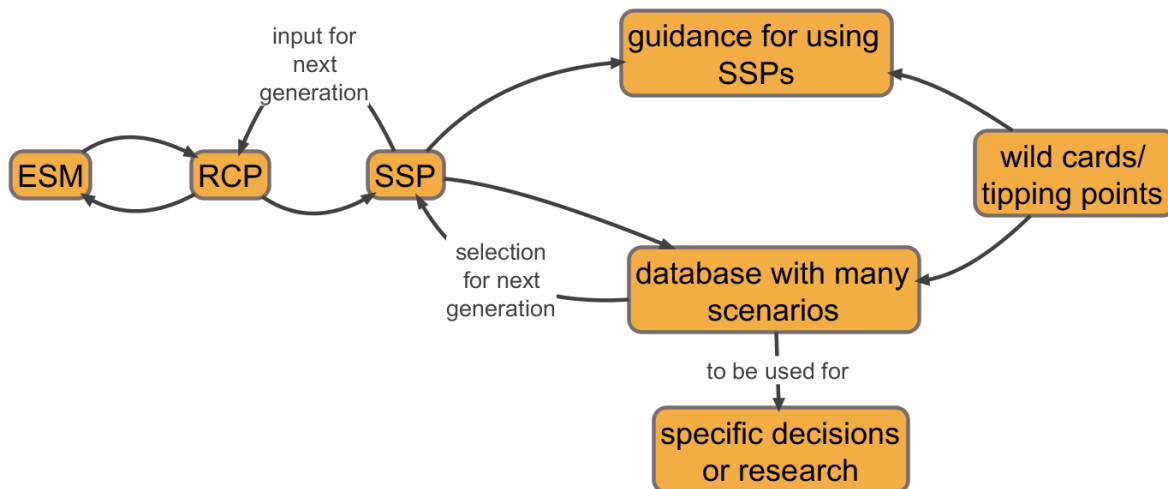 input for
next
generation
guidance for using
SSPs
ESM
RCP
SSP
wild cards/
tipping points
selection
for next
generation
database with many
scenarios
to be used for
specific decisions
or research